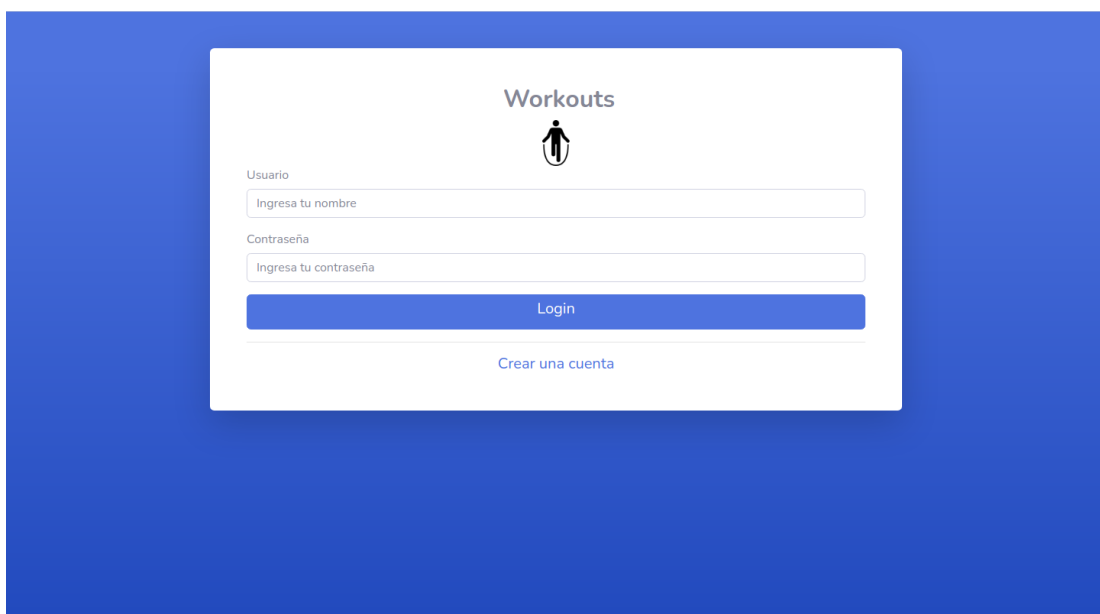 Workouts
Usuario
Ingresa tu nombre
Contraseña
Ingresa tu contraseña
Login
Crear una cuenta